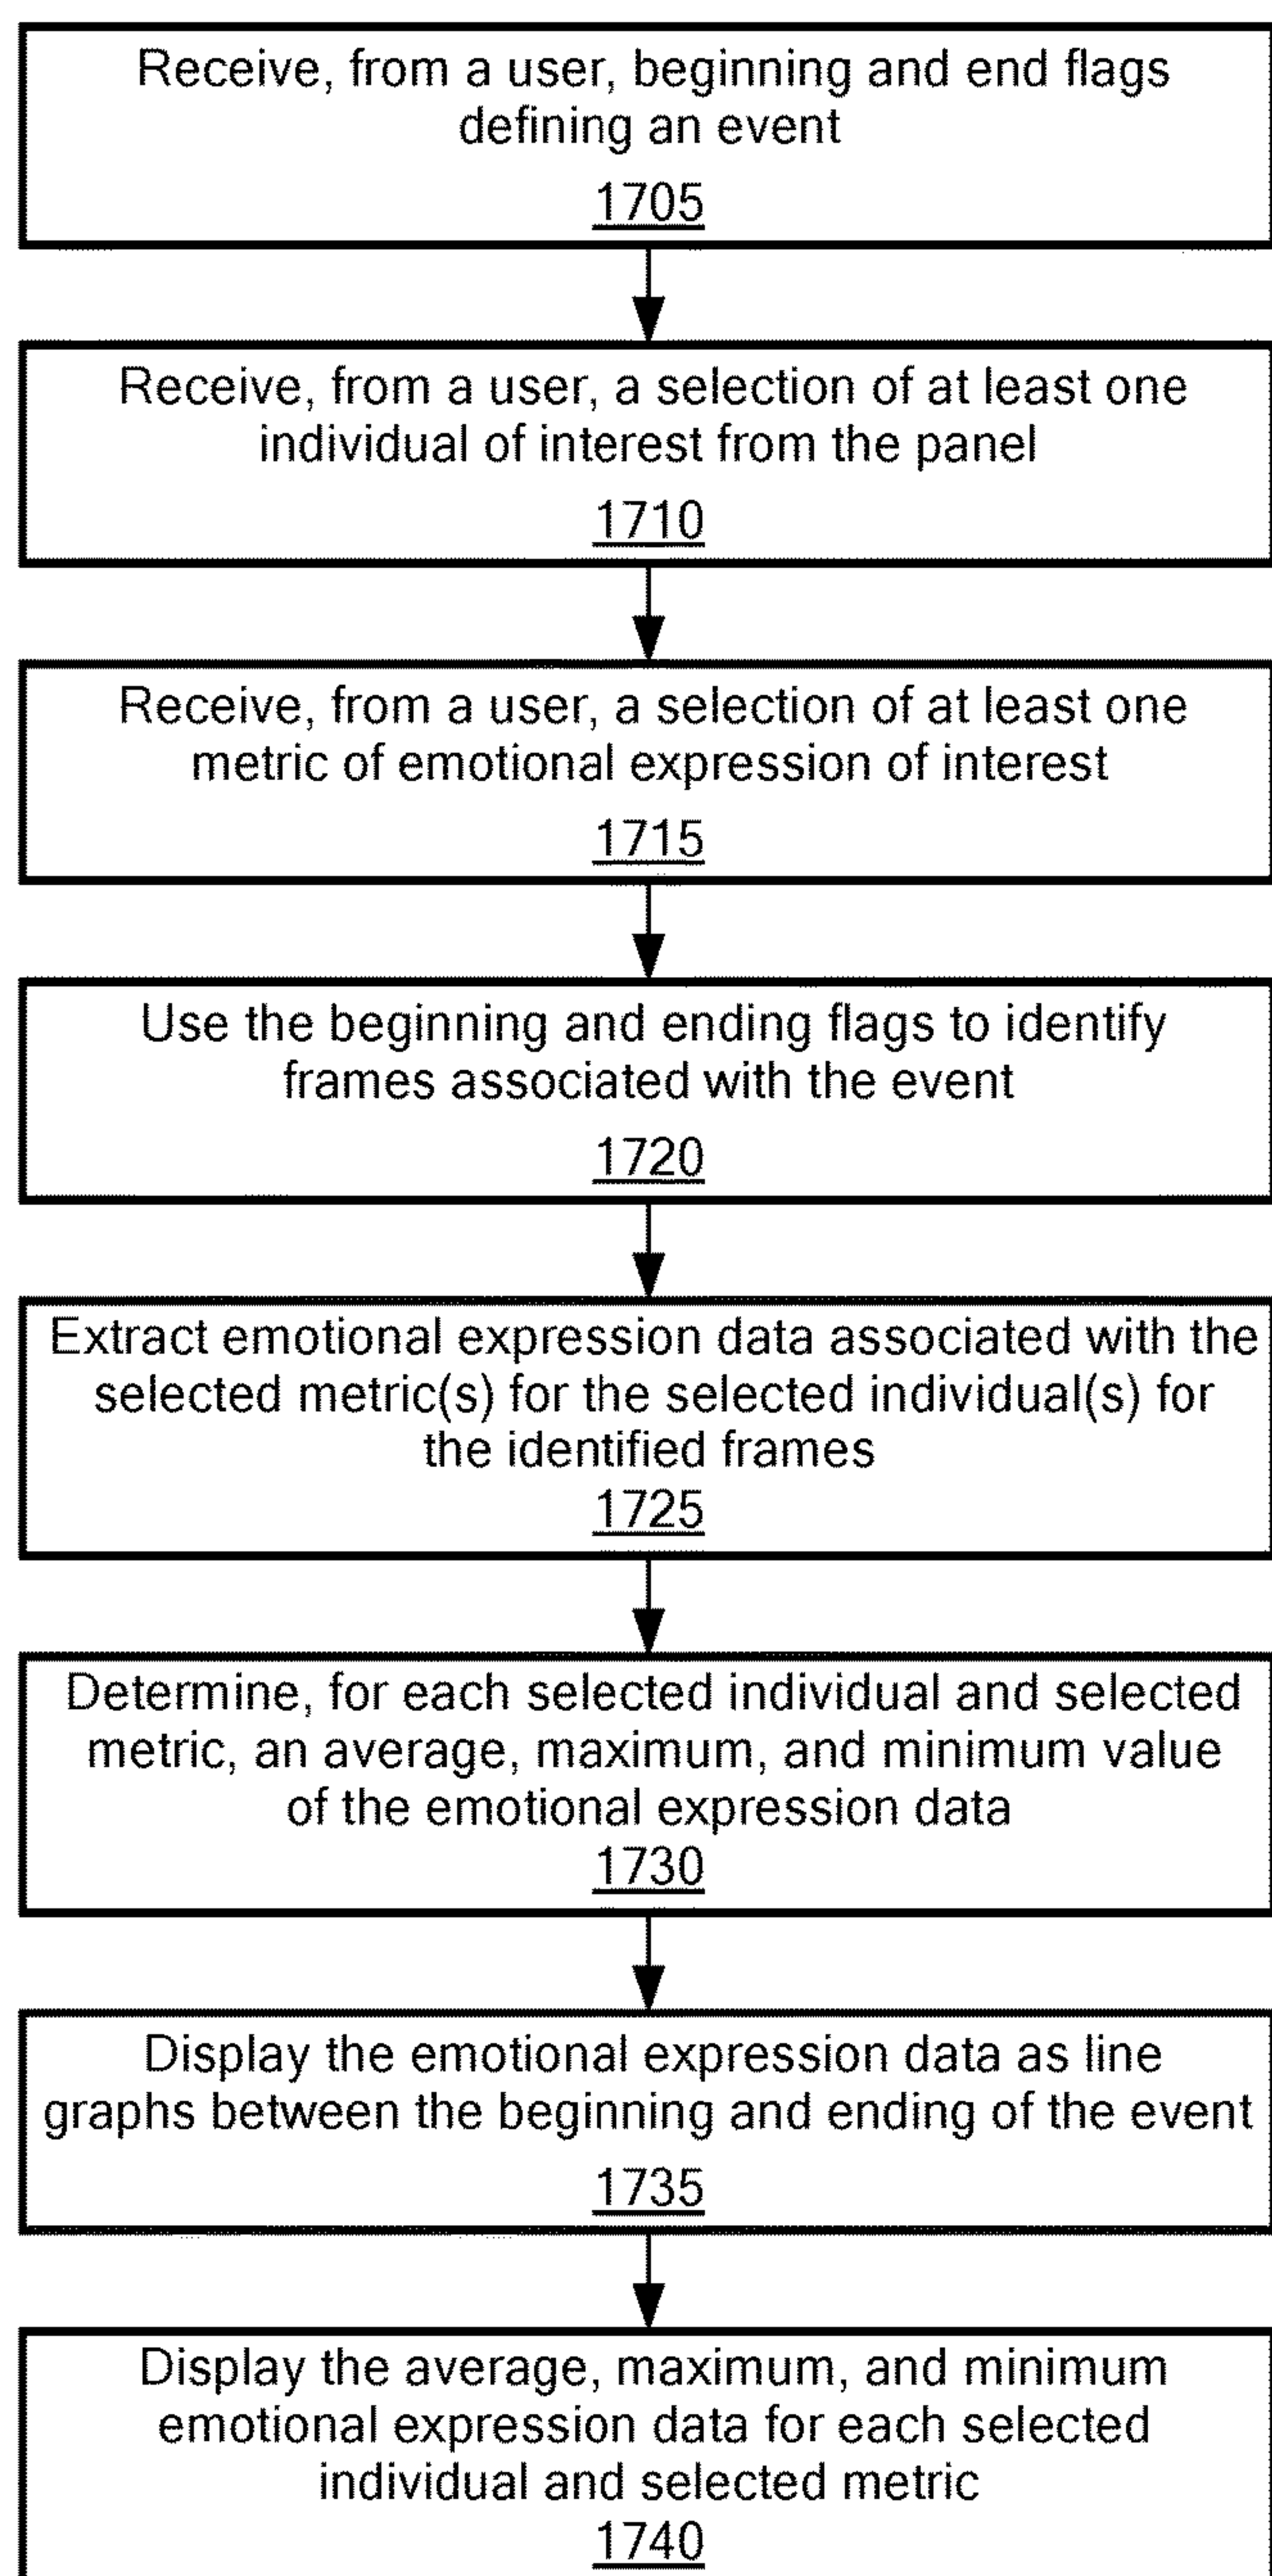 Receive, from a user, beginning and end flags
defining an event
1705
Receive, from a user, a selection of at least one
individual of interest from the panel
1710
Receive, from a user, a selection of at least one
metric of emotional expression of interest
1715
Use the beginning and ending flags to identify
frames associated with the event
1720
Extract emotional expression data associated with the
selected metric(s) for the selected individual(s) for
the identified frames
1725
Determine, for each selected individual and selected
metric, an average, maximum, and minimum value
of the emotional expression data
1730
Display the emotional expression data as line
graphs between the beginning and ending of the event
1735
Display the average, maximum, and minimum
emotional expression data for each selected
individual and selected metric
1740